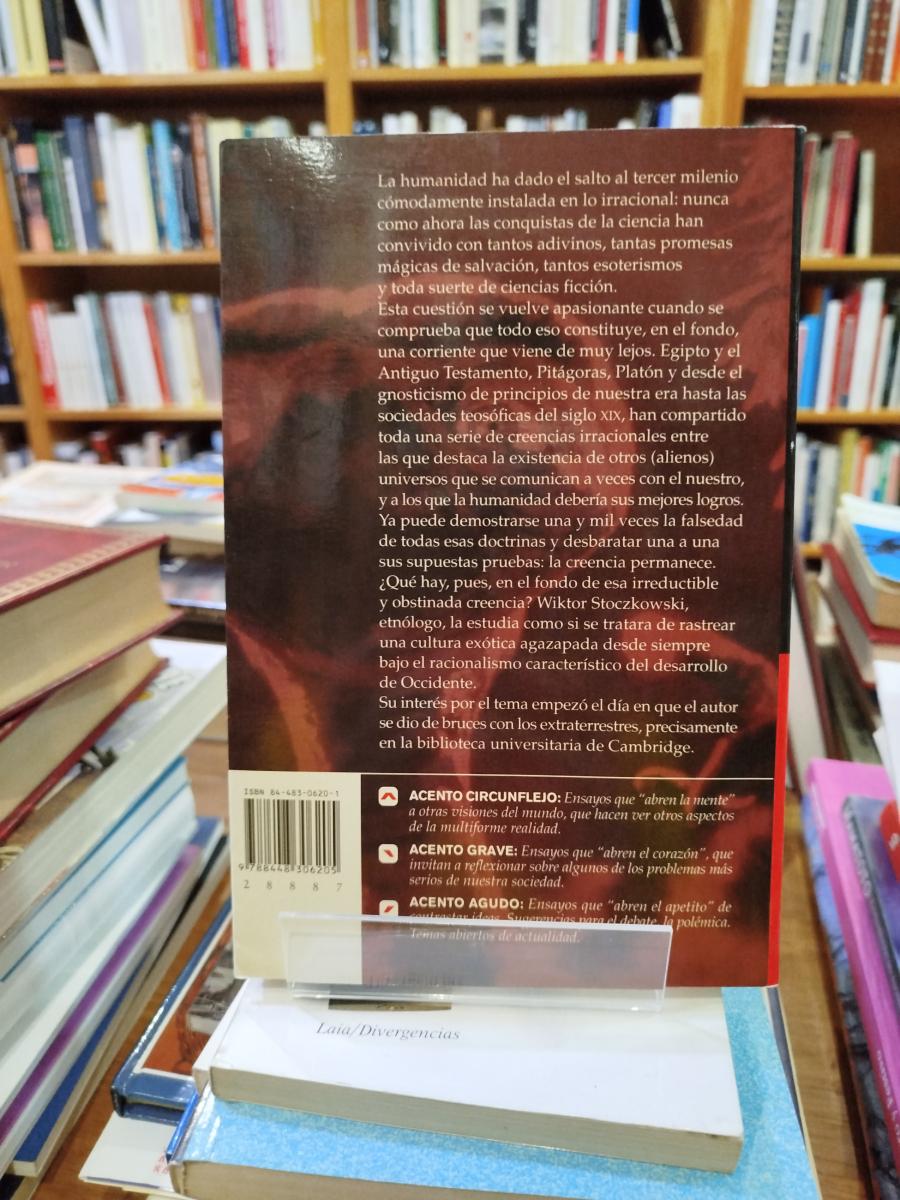 La humanidad ha dado el salto al tercer milenio
cómodamente instalada en lo irracional: nunca
como ahora las conquistas de la ciencia han
convivido con tantos adivinos, tantas promesas
mágicas de salvación, tantos esoterismos
y toda suerte de ciencias ficción.
Esta cuestión se vuelve apasionante cuando se
comprueba que todo eso constituye, en el fondo,
una corriente que viene de muy lejos. Egipto y el
Antiguo Testamento, Pitágoras, Platón y desde el
gnosticismo de principios de nuestra era hasta las
sociedades teosóficas del siglo XIX, han compartido
toda una serie de creencias irracionales entre
las que destaca la existencia de otros (alienos)
universos que se comunican a veces con el nuestro,
y a los que la humanidad debería sus mejores logros.
Ya puede demostrarse una y mil veces la falsedad
de todas esas doctrinas y desbaratar una a una
sus supuestas pruebas: la creencia permanece.
¿Qué hay, pues, en el fondo de esa irreductible
y obstinada creencia? Wiktor Stoczkowski,
etnólogo, la estudia como si se tratara de rastrear
una cultura exótica agazapada desde siempre
bajo el racionalismo característico del desarrollo
de Occidente.
Su interés por el tema empezó el día en que el autor
se dio de bruces con los extraterrestres, precisamente
en la biblioteca universitaria de Cambridge.
ISBN 84-483-0620-1
9 788448 306205
2 8 8 8 7
ACENTO CIRCUNFLEJO: Ensayos que "abren la mente"
a otras visiones del mundo, que hacen ver otros aspectos
de la multiforme realidad.
ACENTO GRAVE: Ensayos que "abren el corazón", que
invitan a reflexionar sobre algunos de los problemas más
serios de nuestra sociedad.
ACENTO AGUDO: Ensayos que "abren el apetito" de
contrastar ideas. Sugerencias para el debate, la polémica.
Temas abiertos de actualidad.
Laia/Divergencias